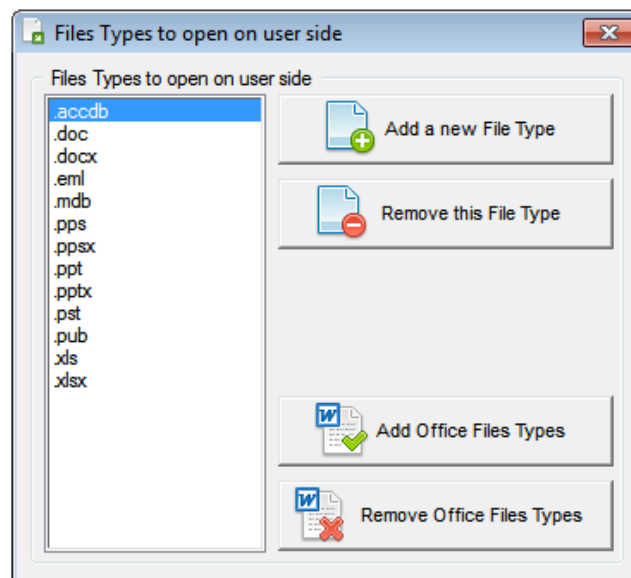 Files Types to open on user side
Files Types to open on user side
.accdb
.doc
.docx
.eml
.mdb
.pps
.ppsx
.ppt
.pptx
.pst
.pub
.xls
.xlsx
Add a new File Type
Remove this File Type
Add Office Files Types
Remove Office Files Types